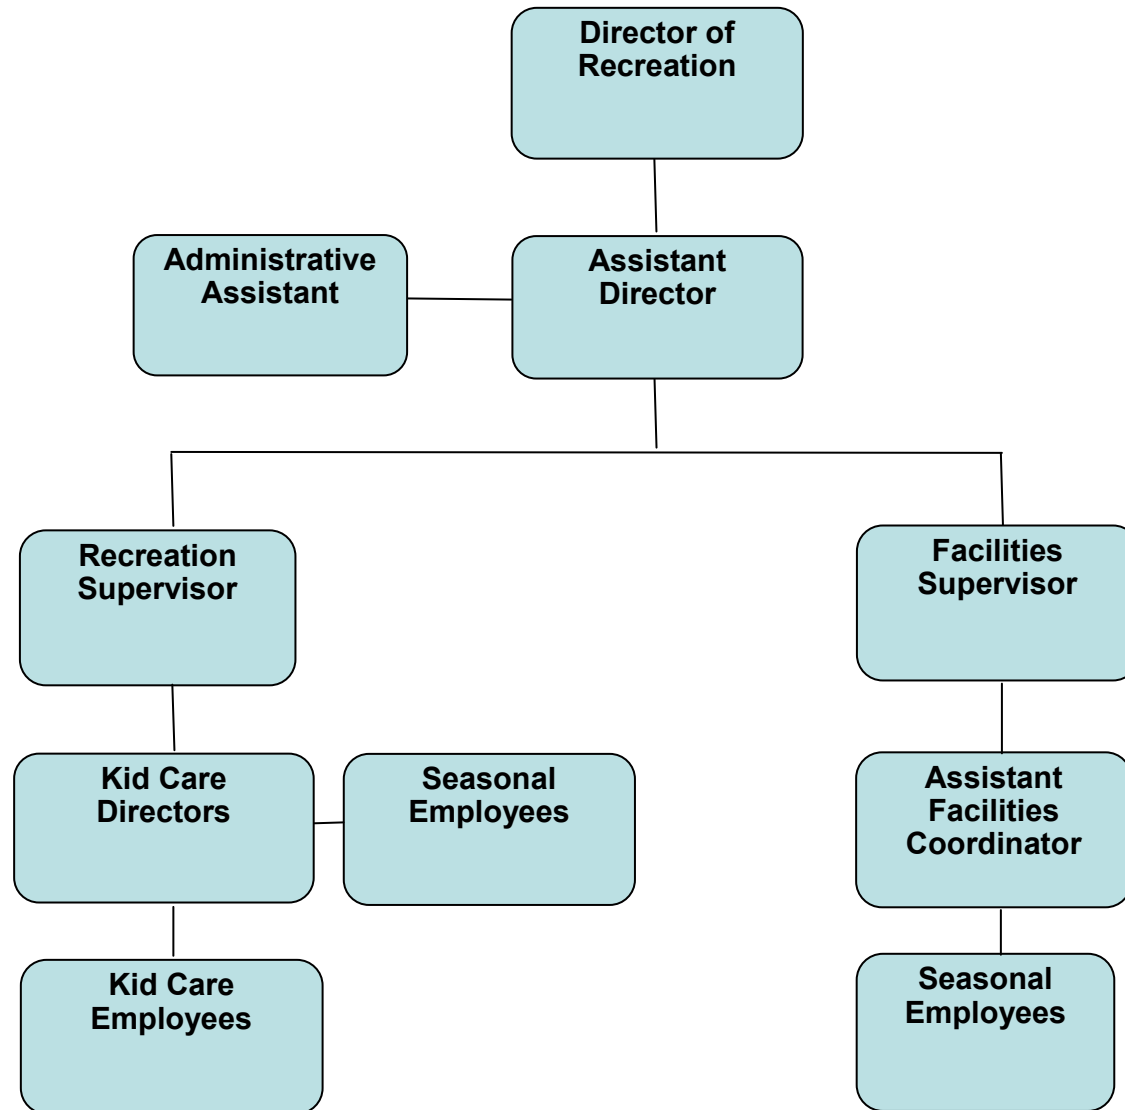 Director of
Recreation
Administrative
Assistant
Assistant
Director
Recreation
Supervisor
Facilities
Supervisor
Kid Care
Directors
Seasonal
Employees
Assistant
Facilities
Coordinator
Kid Care
Employees
Seasonal
Employees